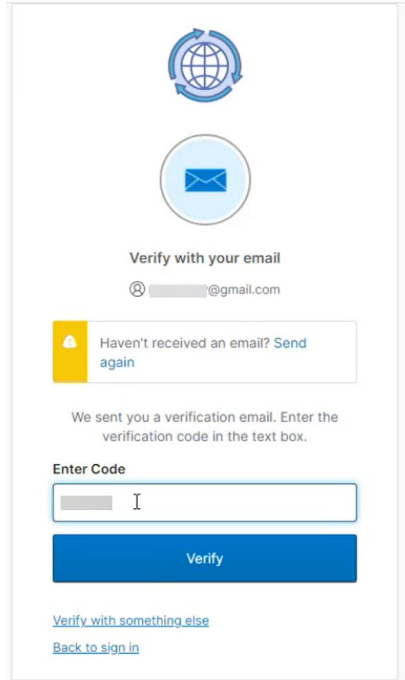 Verify with your email
@gmail.com
Haven't received an email? Send
again
We sent you a verification email. Enter the
verification code in the text box.
Enter Code
Verify
Verify with something else
Back to sign in